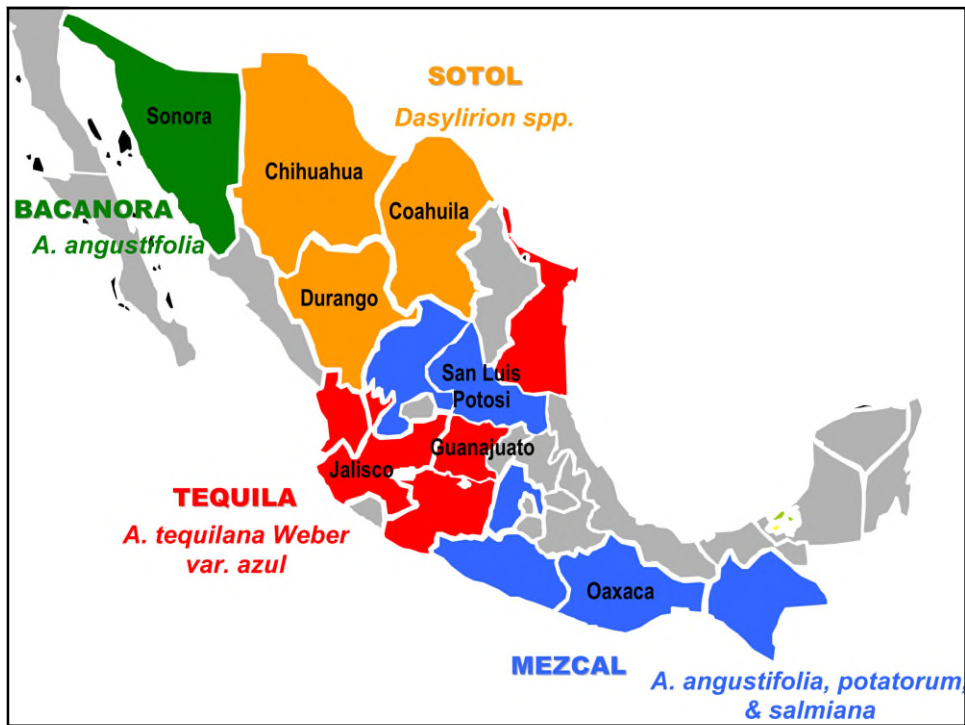 SOTOL
Dasylirion spp.
Sonora
Chihuahua
Coahuila
BACANORA
A. angustifolia
Durango
San Luis
Potosi
Guanajuato
Jalisco
TEQUILA
A. tequilana Weber
var. azul
Oaxaca
MEZCAL
A. angustifolia, potatorum,
& salmiana